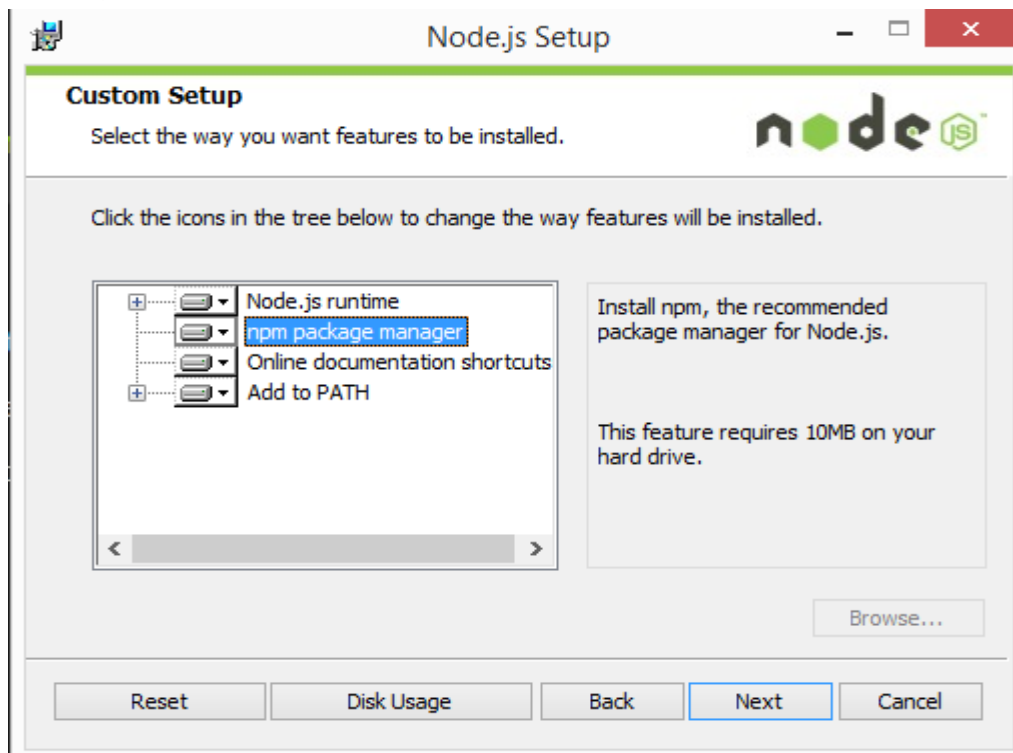 Node.js Setup
Custom Setup
Select the way you want features to be installed.
node JS
Click the icons in the tree below to change the way features will be installed.
Node.js runtime
npm package manager
Online documentation shortcuts
Add to PATH
Install npm, the recommended
package manager for Node.js.
This feature requires 10MB on your
hard drive.
Browse...
Reset
Disk Usage
Back
Next
Cancel